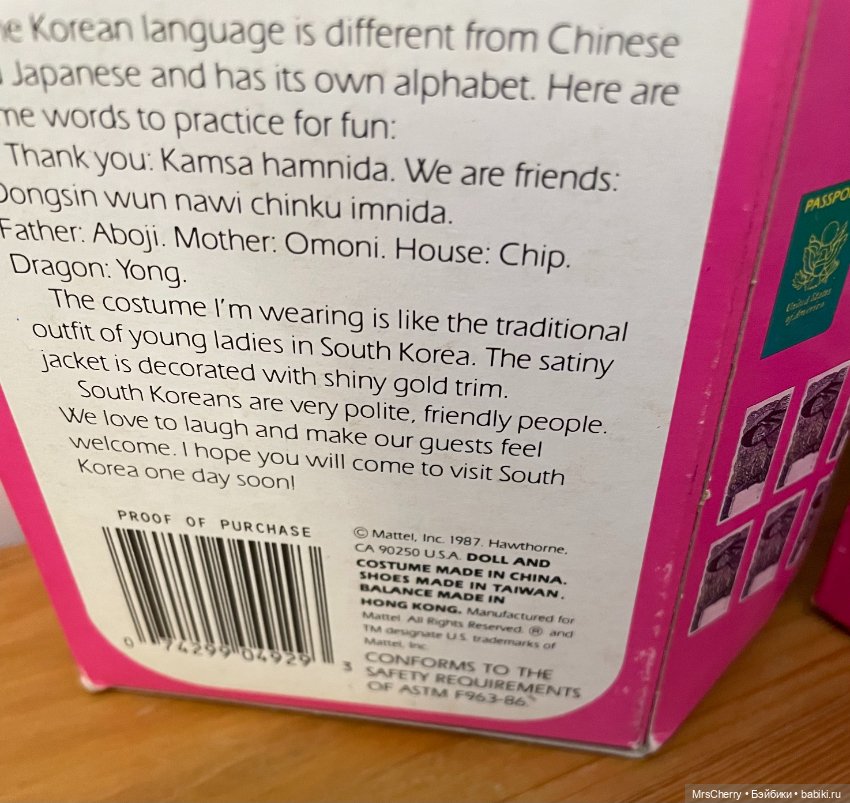 e Korean language is different from Chinese
Japanese and has its own alphabet. Here are
me words to practice for fun:
Thank you: Kamsa hamnida. We are friends:
Dongsin wun nawi chinku imnida.
Father: Aboji. Mother: Omoni. House: Chip.
Dragon: Yong.
The costume I'm wearing is like the traditional
outfit of young ladies in South Korea. The satiny
jacket is decorated with shiny gold trim.
South Koreans are very polite, friendly people.
We love to laugh and make our guests feel
welcome. I hope you will come to visit South
Korea one day soon!
PROOF OF PURCHASE
0 74299 04929 3
© Mattel, Inc. 1987. Hawthorne,
CA 90250 U.S.A. DOLL AND
COSTUME MADE IN CHINA.
SHOES MADE IN TAIWAN.
BALANCE MADE IN
HONG KONG. Manufactured for
Mattel. All Rights Reserved. ® and
TM designate U.S. trademarks of
Mattel, Inc.
CONFORMS TO THE
SAFETY REQUIREMENTS
OF ASTM F963-86.
PASSPO
United States
of America
MrsCherry • Бэйбики • babiki.ru